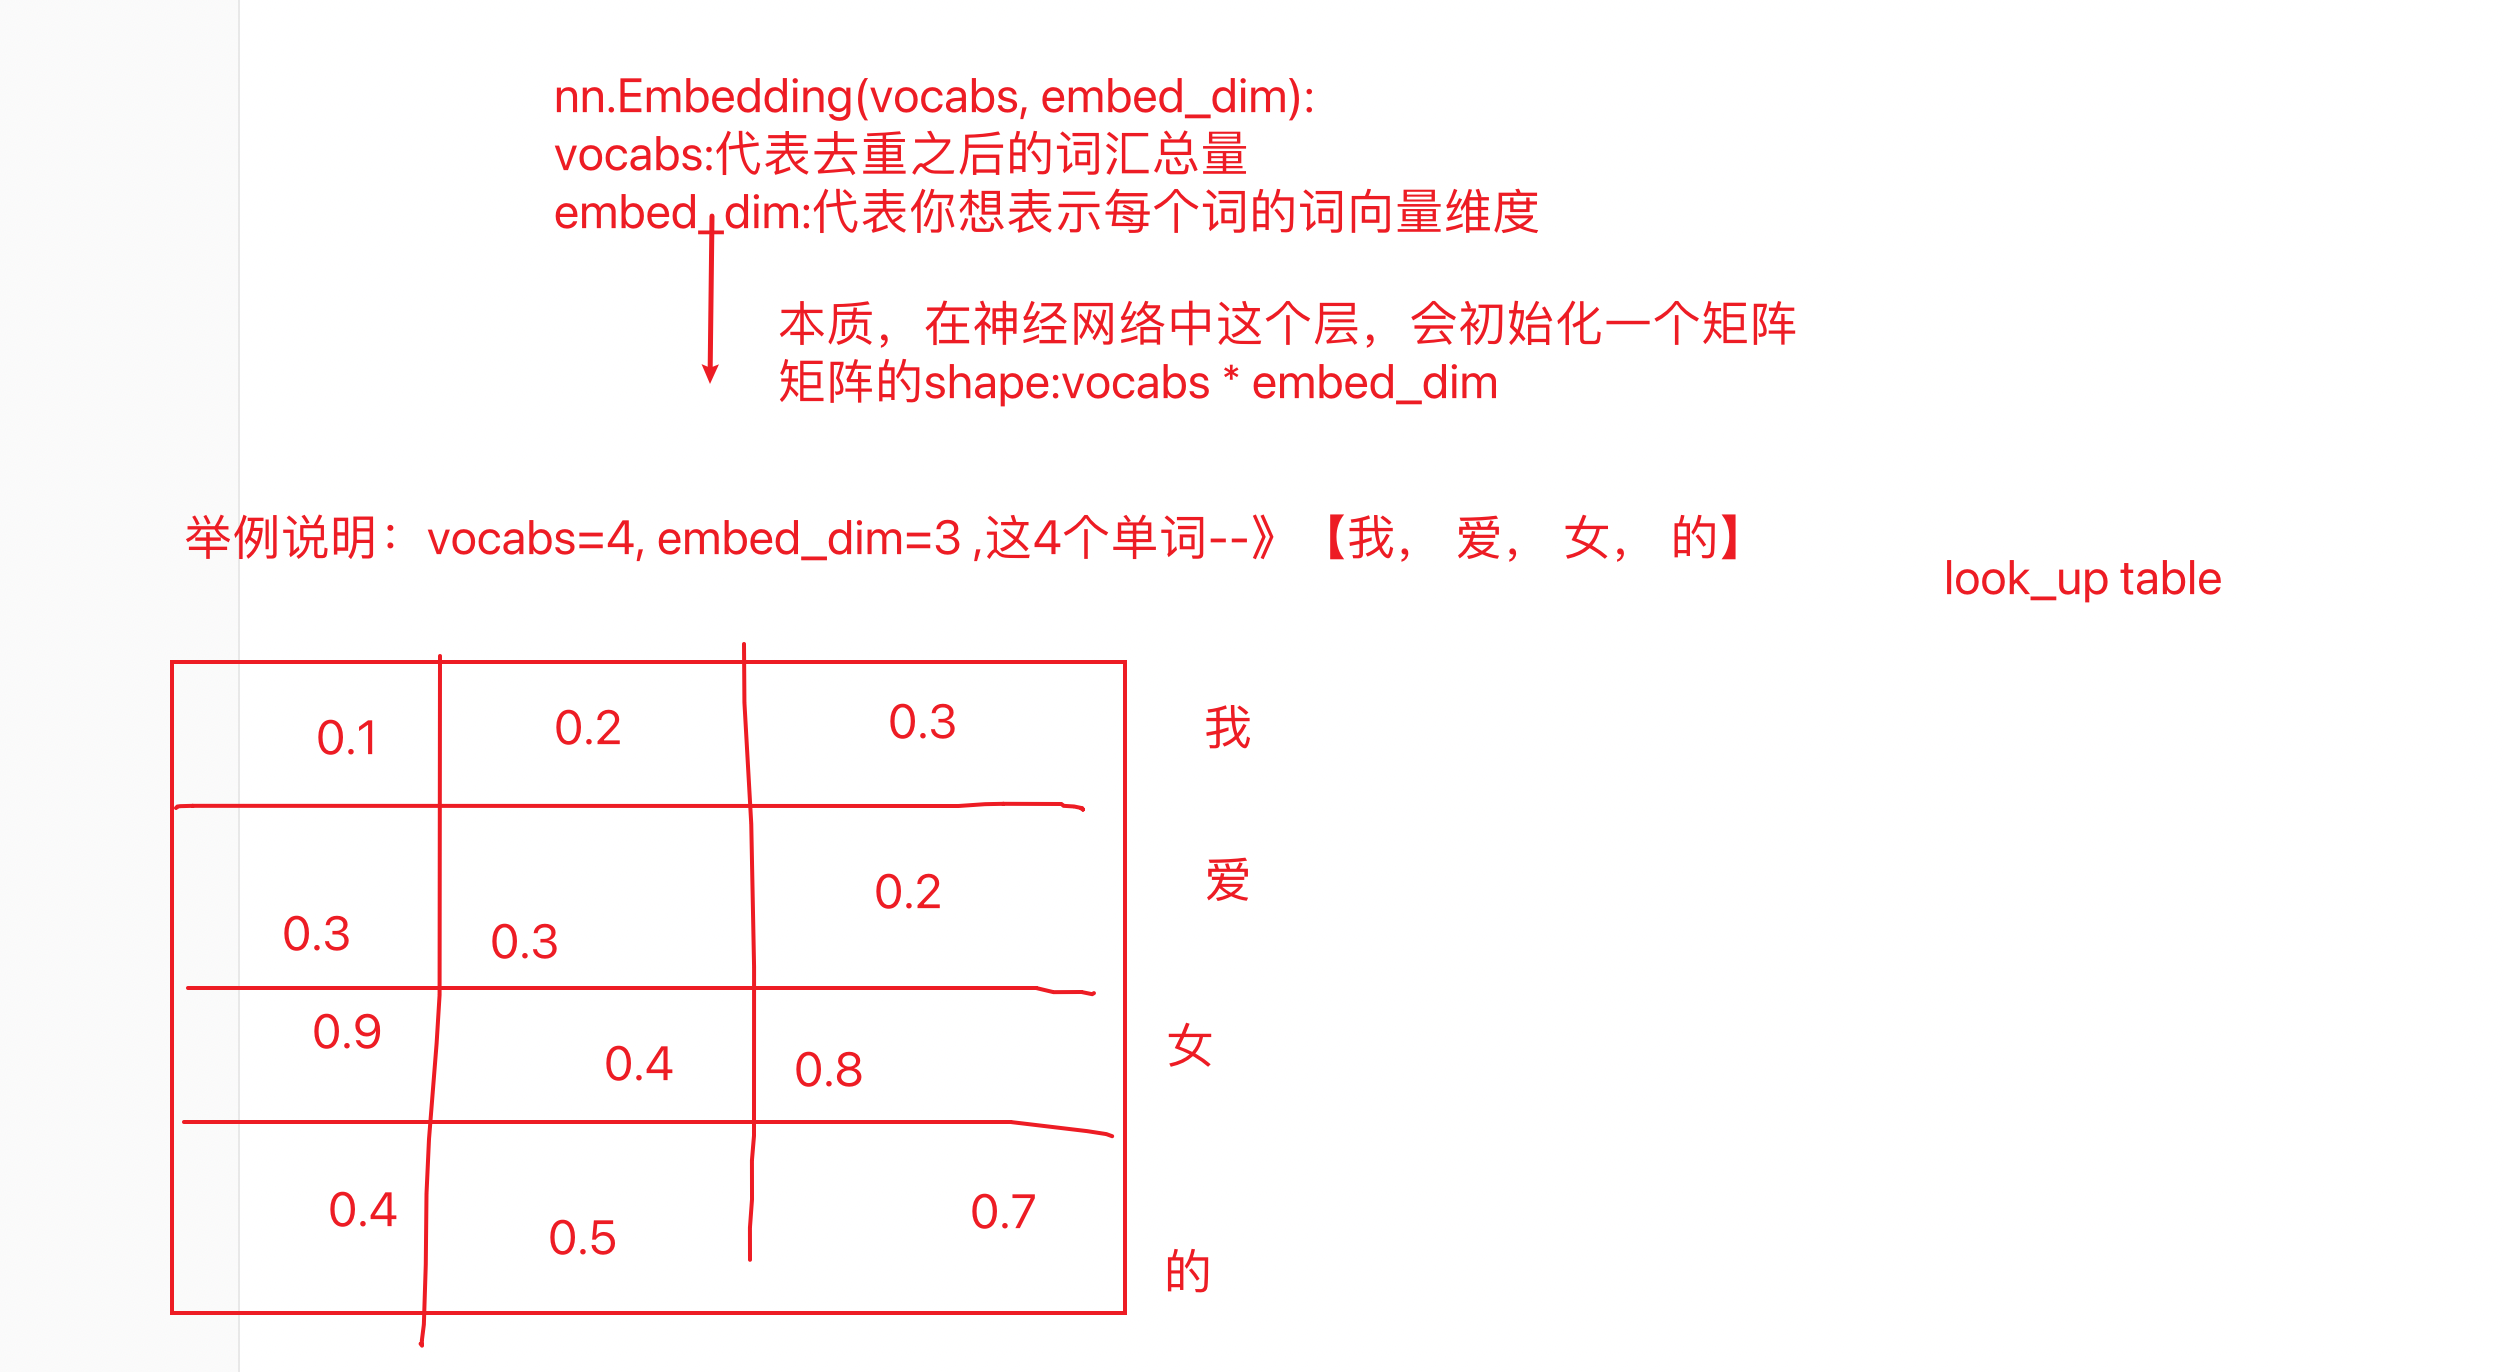 nn.Embedding(vocabs, embed_dim):
vocabs:代表去重之后的词汇总量
embed_dim:代表你想表示每个词的词向量维度
本质，在神经网络中这个层，会初始化一个矩阵
矩阵的shape:vocabs * embed_dim
举例说明：vocabs=4, embed_dim=3,这4个单词--》【我，爱，女，的】
look_up table
0.1 0.2 0.3 我
0.3 0.3 0.2 爱
0.9 0.4 0.8 女
0.4 0.5 0.7 的